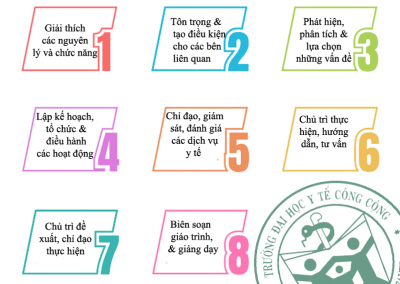 Giải thích
các nguyên
lý và chức năng
1
Tôn trọng &
tạo điều kiện
cho các bên
liên quan
2
Phát hiện,
phân tích &
lựa chọn
những vấn đề
3
Lập kế hoạch,
tổ chức &
điều hành
các hoạt động
4
Chỉ đạo, giám
sát, đánh giá
các dịch vụ
y tế
5
Chủ trì thực
hiện, hướng
dẫn, tư vấn
6
Chủ trì đề
xuất, chỉ đạo
thực hiện
7
Biên soạn
giáo trình,
& giảng dạy
8
TRƯỜNG ĐẠI HỌC Y TẾ CÔNG CỘNG